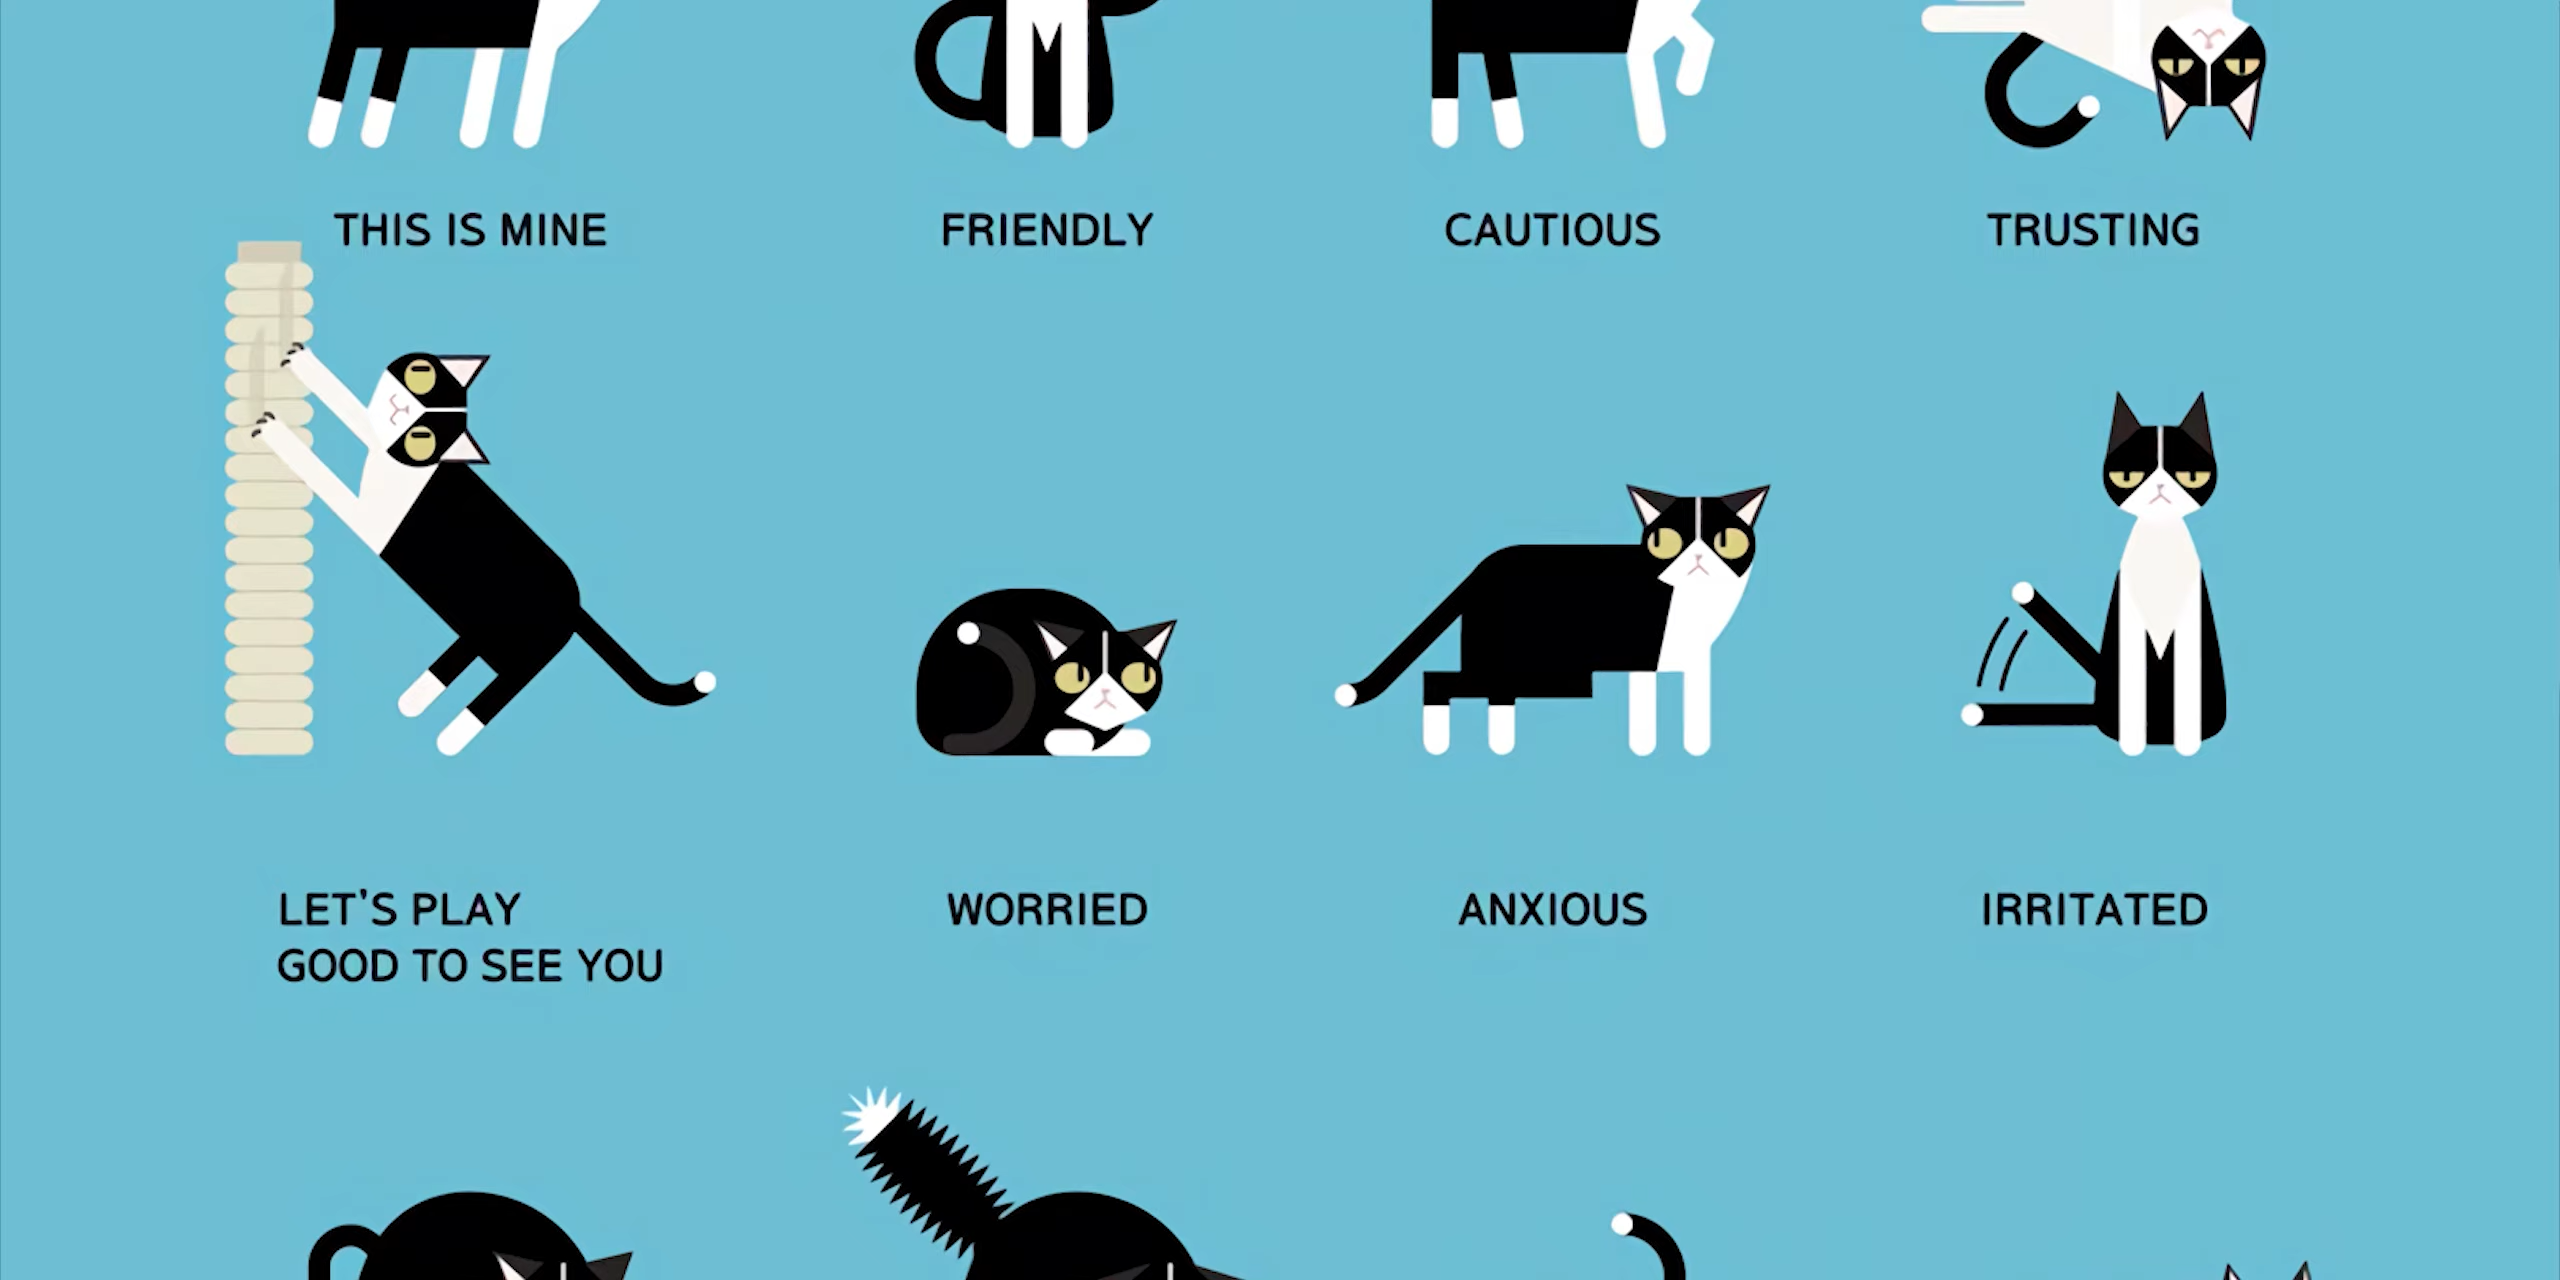 THIS IS MINE
FRIENDLY
CAUTIOUS
TRUSTING
LET'S PLAY
GOOD TO SEE YOU
WORRIED
ANXIOUS
IRRITATED